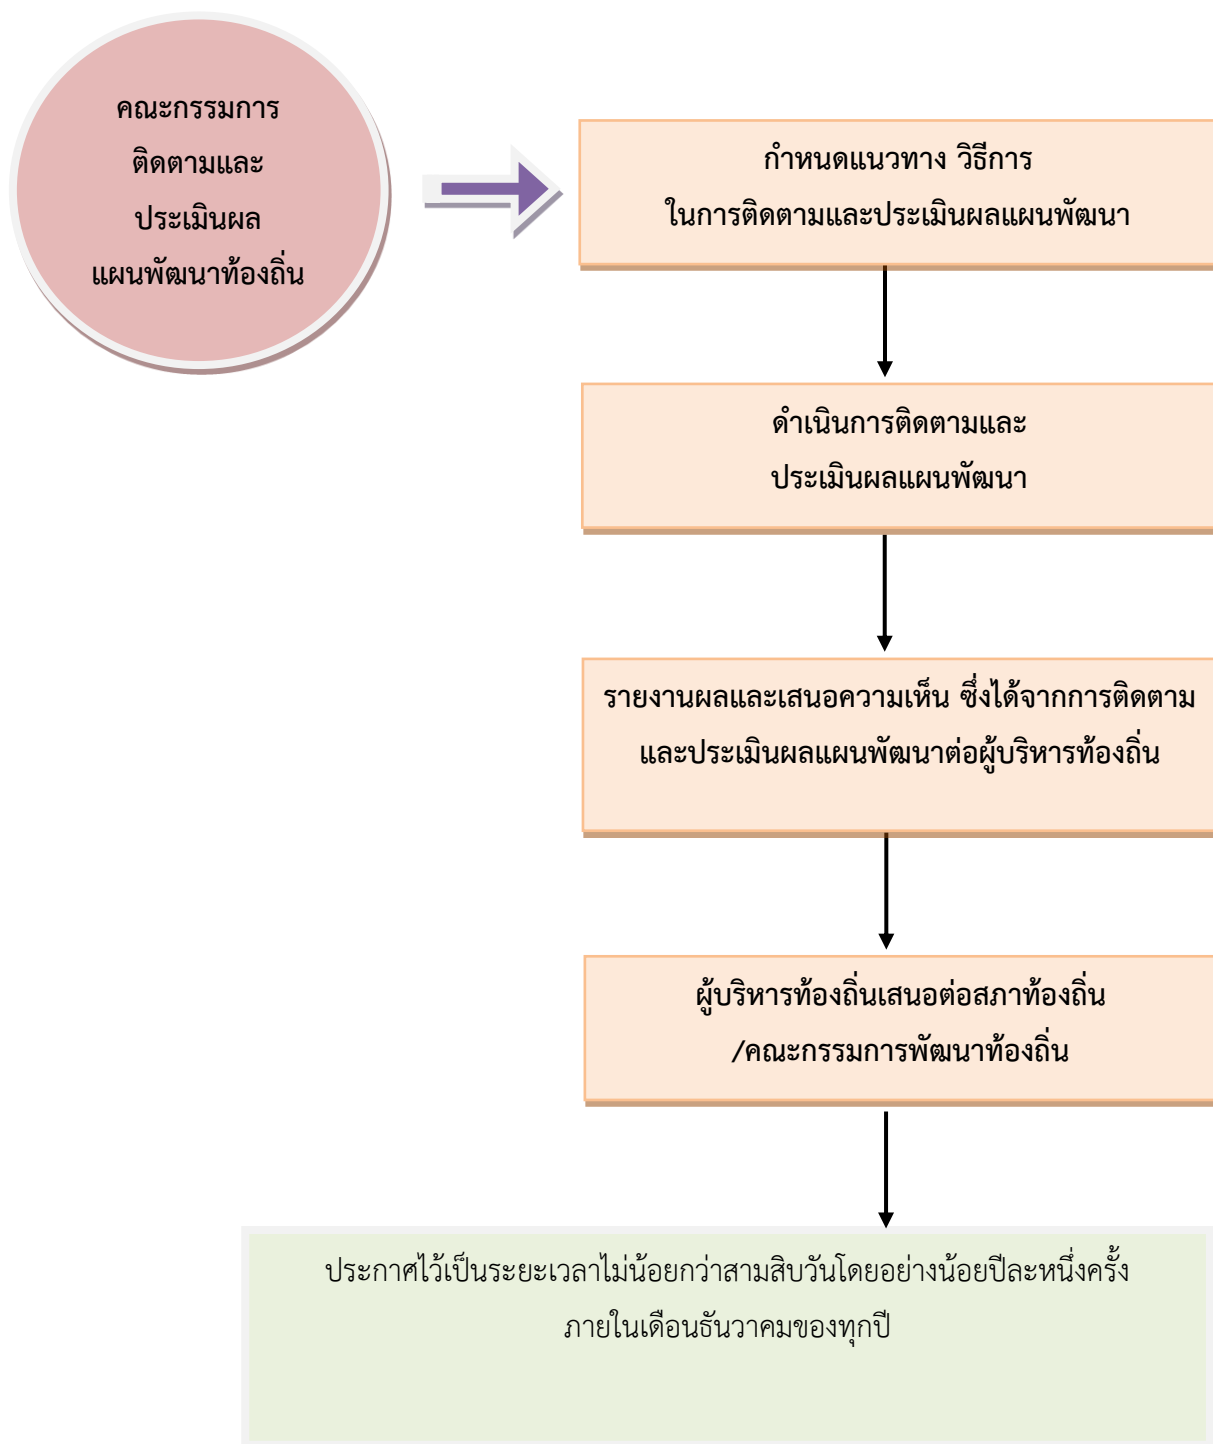 คณะกรรมการ
ติดตามและ
ประเมินผล
แผนพัฒนาท้องถิ่น
กำหนดแนวทาง วิธีการ
ในการติดตามและประเมินผลแผนพัฒนา
ดำเนินการติดตามและ
ประเมินผลแผนพัฒนา
รายงานผลและเสนอความเห็น ซึ่งได้จากการติดตาม
และประเมินผลแผนพัฒนาต่อผู้บริหารท้องถิ่น
ผู้บริหารท้องถิ่นเสนอต่อสภาท้องถิ่น
/คณะกรรมการพัฒนาท้องถิ่น
ประกาศไว้เป็นระยะเวลาไม่น้อยกว่าสามสิบวันโดยอย่างน้อยปีละหนึ่งครั้ง
ภายในเดือนธันวาคมของทุกปี